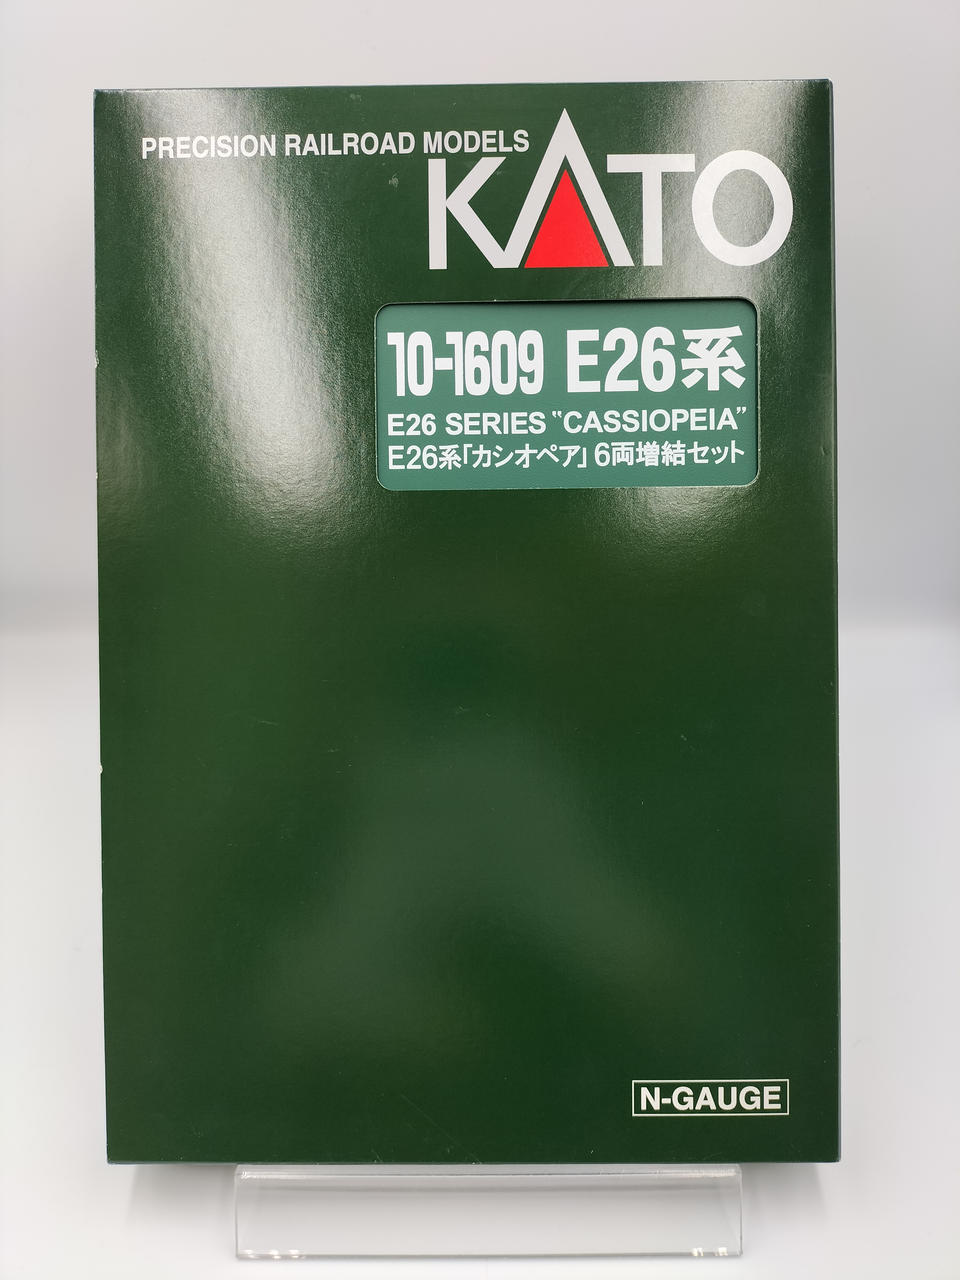 PRECISION RAILROAD MODELS
KATO
10-1609 E26系
E26 SERIES "CASSIOPEIA"
E26系「カシオペア」6両増結セット
N-GAUGE